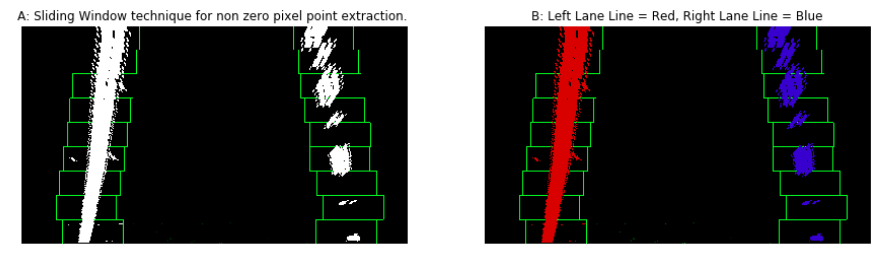 A: Sliding Window technique for non zero pixel point extraction.
B: Left Lane Line = Red, Right Lane Line = Blue